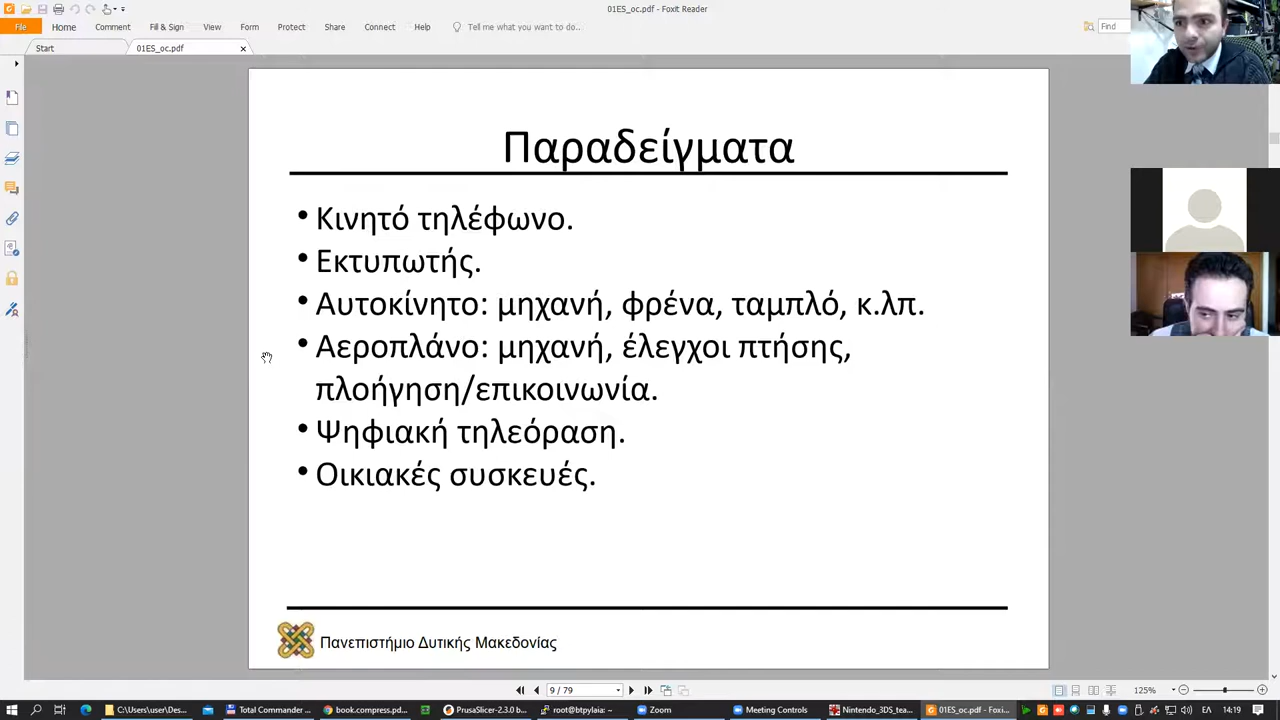 01ES_oc.pdf - Foxit Reader
File
Home
Comment
Fill & Sign
View
Form
Protect
Share
Connect
Help
Tell me what you want to do...
Find
Start
01ES_oc.pdf
Παραδείγματα
• Κινητό τηλέφωνο.
• Εκτυπωτής.
• Αυτοκίνητο: μηχανή, φρένα, ταμπλό, κ.λπ.
• Αεροπλάνο: μηχανή, έλεγχοι πτήσης,
πλοήγηση/επικοινωνία.
• Ψηφιακή τηλεόραση.
• Οικιακές συσκευές.
Πανεπιστήμιο Δυτικής Μακεδονίας
9 / 79
125%
C:\Users\user\Des...
Total Commander ...
book.compress.pd...
PrusaSlicer-2.3.0 b...
root@btpylaia: ~
Zoom
Meeting Controls
Nintendo_3DS_tea...
01ES_oc.pdf - Foxi...
ΕΛ
14:19